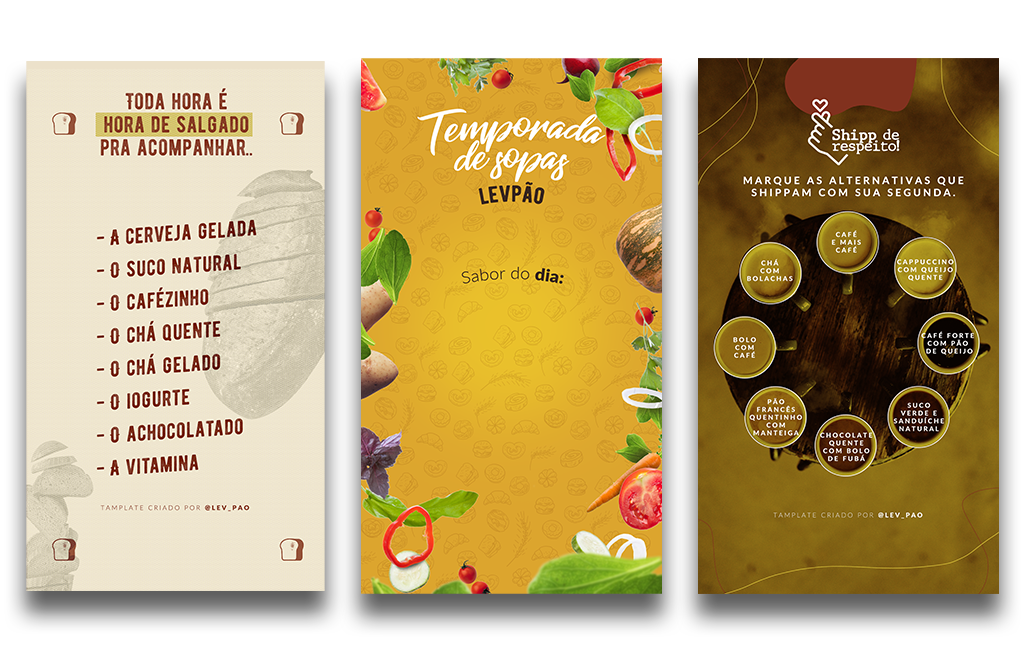 TODA HORA É
HORA DE SALGADO
PRA ACOMPANHAR..
- A CERVEJA GELADA
- O SUCO NATURAL
- O CAFÉZINHO
- O CHÁ QUENTE
- O CHÁ GELADO
- O IOGURTE
- O ACHOCOLATADO
- A VITAMINA
TAMPLATE CRIADO POR @LEV_PAO
Temporada
de sopas
LEVPÃO
Sabor do dia:
Shipp de
respeito!
MARQUE AS ALTERNATIVAS QUE
SHIPPAM COM SUA SEGUNDA.
CAFÉ
E MAIS
CAFÉ
CHÁ
COM
BOLACHAS
CAPPUCCINO
COM QUEIJO
QUENTE
BOLO
COM
CAFÉ
CAFÉ FORTE
COM PÃO
DE QUEIJO
PÃO
FRANCÊS
QUENTINHO
COM
MANTEIGA
SUCO
VERDE E
SANDUÍCHE
NATURAL
CHOCOLATE
QUENTE
COM BOLO
DE FUBÁ
TAMPLATE CRIADO POR @LEV_PAO